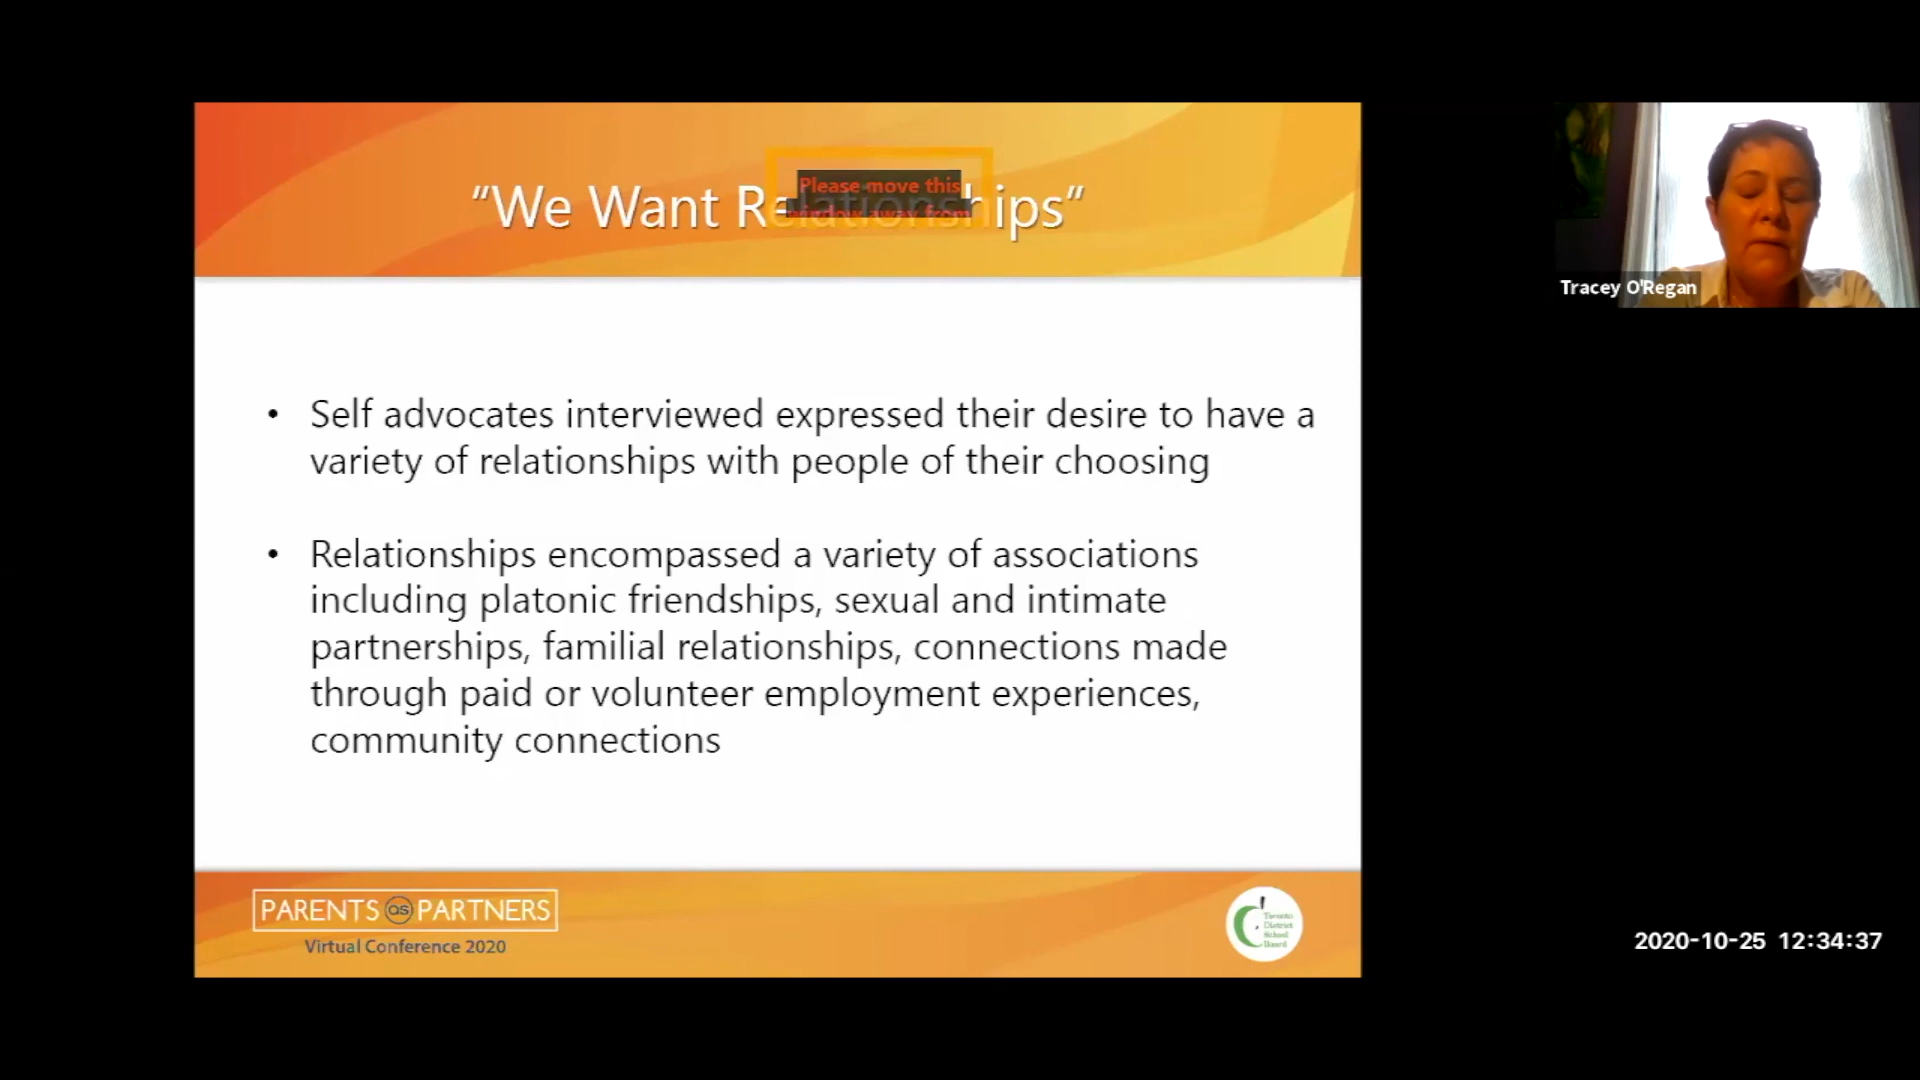 “We Want Relationships”
Please move this
window away from
Tracey O'Regan
• Self advocates interviewed expressed their desire to have a
variety of relationships with people of their choosing
• Relationships encompassed a variety of associations
including platonic friendships, sexual and intimate
partnerships, familial relationships, connections made
through paid or volunteer employment experiences,
community connections
PARENTS as PARTNERS
Virtual Conference 2020
Toronto
District
School
Board
2020-10-25 12:34:37